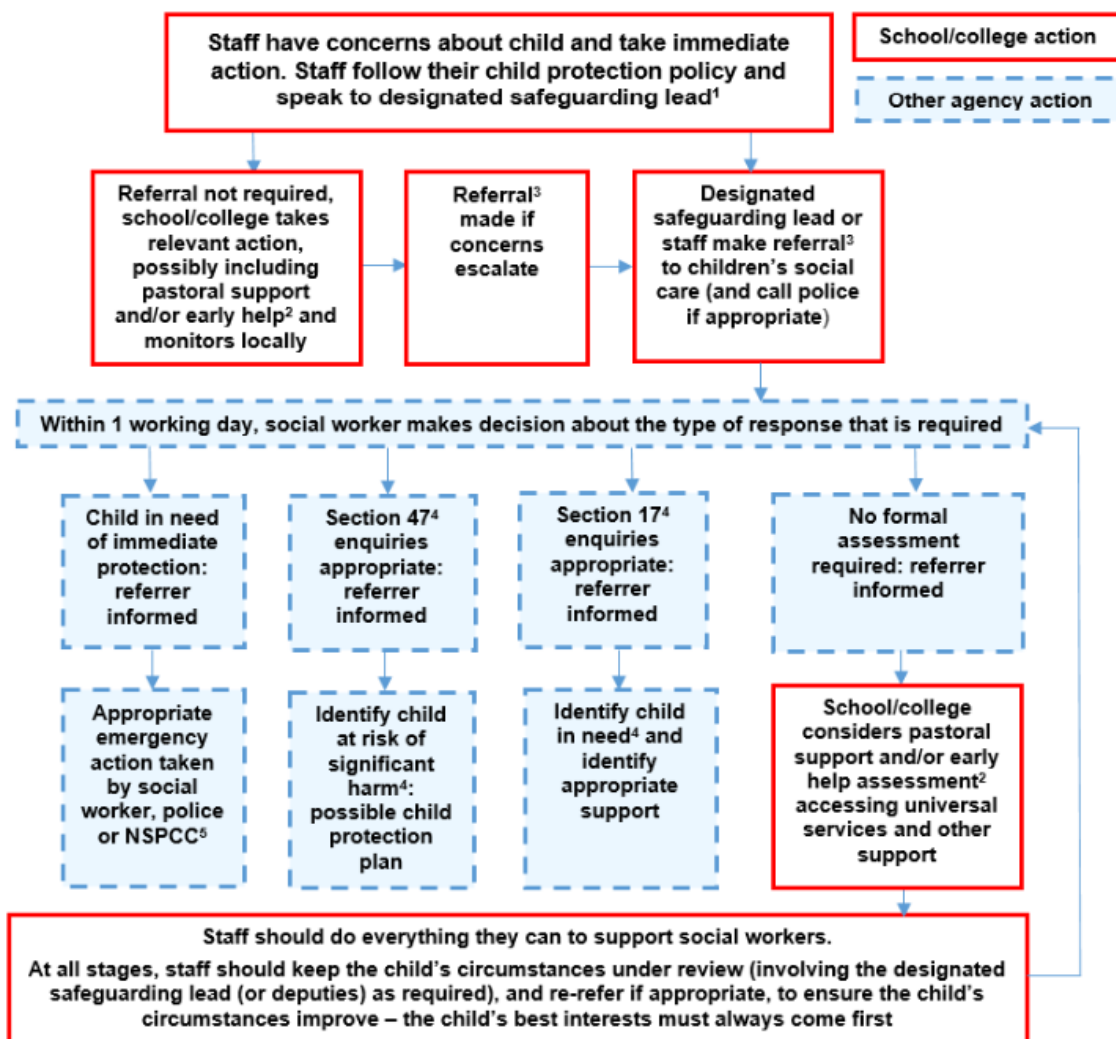 Staff have concerns about child and take immediate
action. Staff follow their child protection policy and
speak to designated safeguarding lead¹
School/college action
Other agency action
Referral not required,
school/college takes
relevant action,
possibly including
pastoral support
and/or early help² and
monitors locally
Referral³
made if
concerns
escalate
Designated
safeguarding lead or
staff make referral³
to children’s social
care (and call police
if appropriate)
Within 1 working day, social worker makes decision about the type of response that is required
Child in need
of immediate
protection:
referrer
informed
Section 47⁴
enquiries
appropriate:
referrer
informed
Section 17⁴
enquiries
appropriate:
referrer
informed
No formal
assessment
required: referrer
informed
Appropriate
emergency
action taken
by social
worker, police
or NSPCC⁵
Identify child
at risk of
significant
harm⁴:
possible child
protection
plan
Identify child
in need⁴ and
identify
appropriate
support
School/college
considers pastoral
support and/or early
help assessment²
accessing universal
services and other
support
Staff should do everything they can to support social workers.
At all stages, staff should keep the child’s circumstances under review (involving the designated
safeguarding lead (or deputies) as required), and re-refer if appropriate, to ensure the child’s
circumstances improve – the child’s best interests must always come first